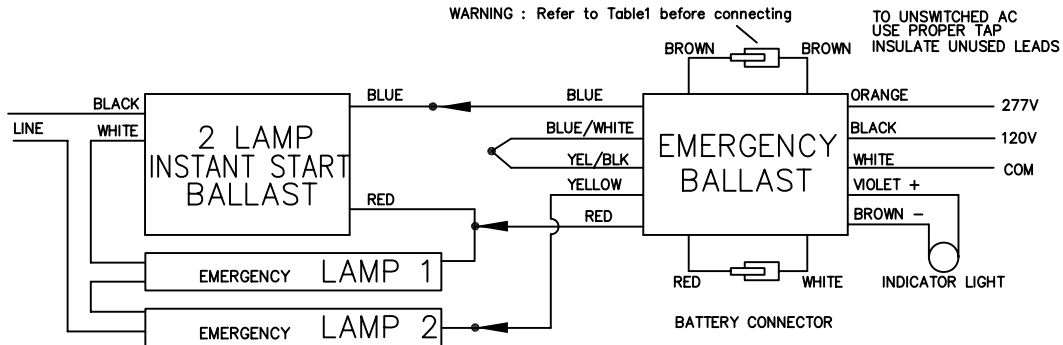 WARNING : Refer to Table1 before connecting
TO UNSWITCHED AC
USE PROPER TAP
INSULATE UNUSED LEADS
BROWN
BROWN
BLACK
BLUE
BLUE
ORANGE
277V
LINE
WHITE
BLUE/WHITE
BLACK
120V
2 LAMP
INSTANT START
BALLAST
EMERGENCY
BALLAST
YEL/BLK
WHITE
COM
YELLOW
VIOLET +
RED
RED
BROWN -
EMERGENCY LAMP 1
RED
WHITE
INDICATOR LIGHT
EMERGENCY LAMP 2
BATTERY CONNECTOR